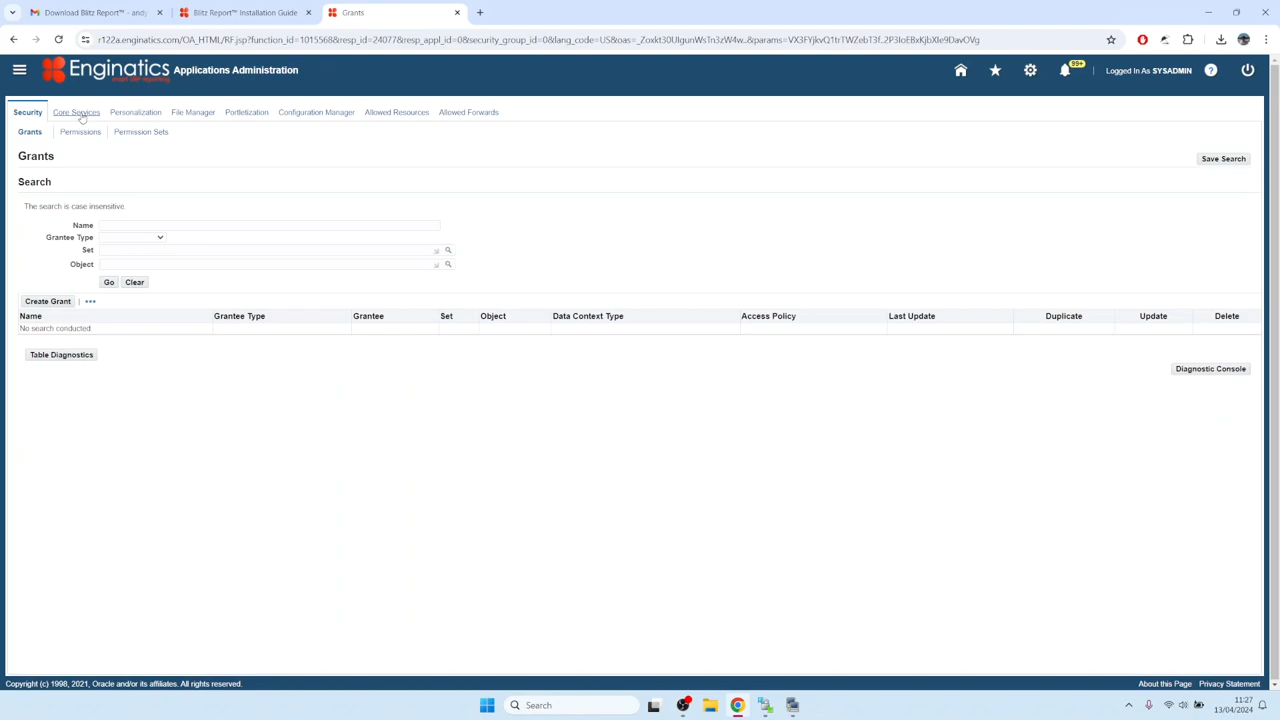 Download Blitz Report™ – andy
Blitz Report™ Installation Guide
Grants
r122a.enginatics.com/OA_HTML/RF.jsp?function_id=1015568&resp_id=24077&resp_appl_id=0&security_group_id=0&lang_code=US&oas=
Enginatics Applications Administration
99+
Logged In As SYSADMIN
Security Core Services Personalization File Manager Portletization Configuration Manager Allowed Resources Allowed Forwards
Grants Permissions Permission Sets
Grants
Save Search
Search
The search is case insensitive
Name
Grantee Type
Set
Object
Go Clear
Create Grant | •••
Name Grantee Type Grantee Set Object Data Context Type Access Policy Last Update Duplicate Update Delete
No search conducted.
Table Diagnostics
Diagnostic Console
Copyright (c) 1998, 2021, Oracle and/or its affiliates. All rights reserved.
About this Page Privacy Statement
Search
11:27
13/04/2024